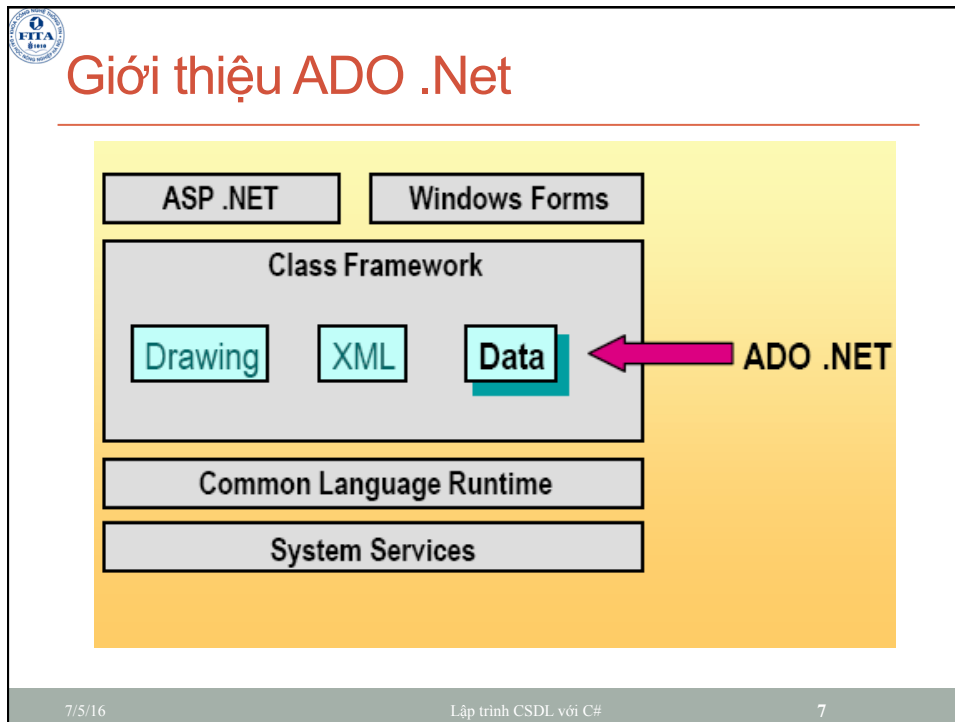 FITA
Giới thiệu ADO .Net
ASP .NET
Windows Forms
Class Framework
Drawing
XML
Data
ADO .NET
Common Language Runtime
System Services
7/5/16
Lập trình CSDL với C#
7